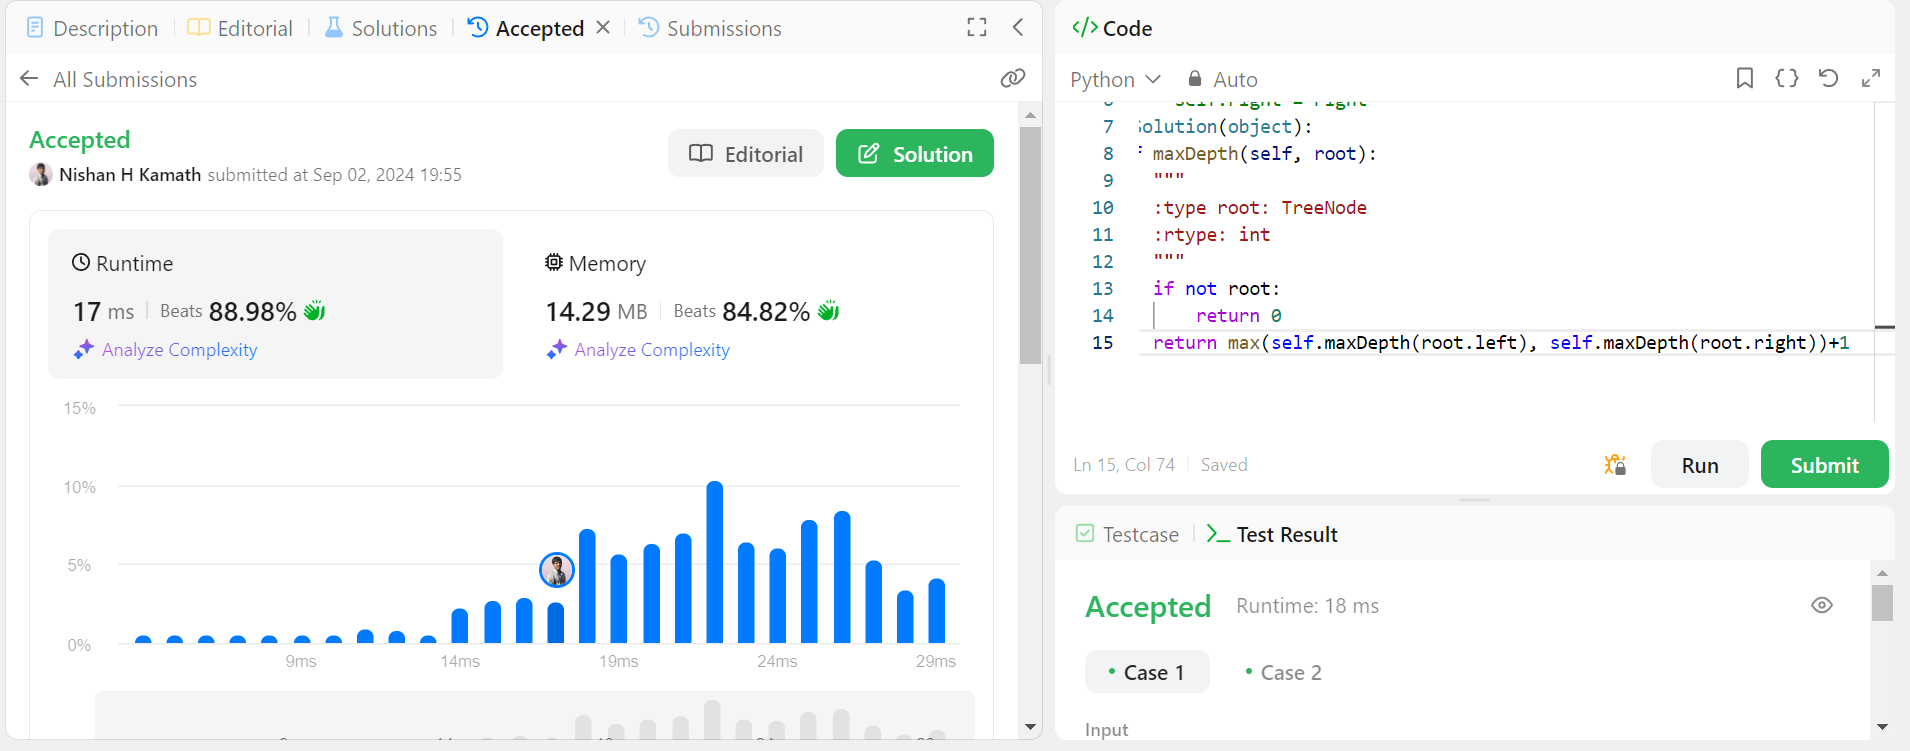 Description
Editorial
Solutions
Accepted
Submissions
All Submissions
Accepted
Nishan H Kamath submitted at Sep 02, 2024 19:55
Editorial
Solution
Runtime
17 ms
Beats 88.98%
Analyze Complexity
Memory
14.29 MB
Beats 84.82%
Analyze Complexity
15%
10%
5%
0%
9ms
14ms
19ms
24ms
29ms
</> Code
Python
Auto
6 self.right = right
7 Solution(object):
8 maxDepth(self, root):
9 """
10 :type root: TreeNode
11 :rtype: int
12 """
13 if not root:
14 return 0
15 return max(self.maxDepth(root.left), self.maxDepth(root.right))+1
Ln 15, Col 74
Saved
Run
Submit
Testcase
Test Result
Accepted
Runtime: 18 ms
Case 1
Case 2
Input